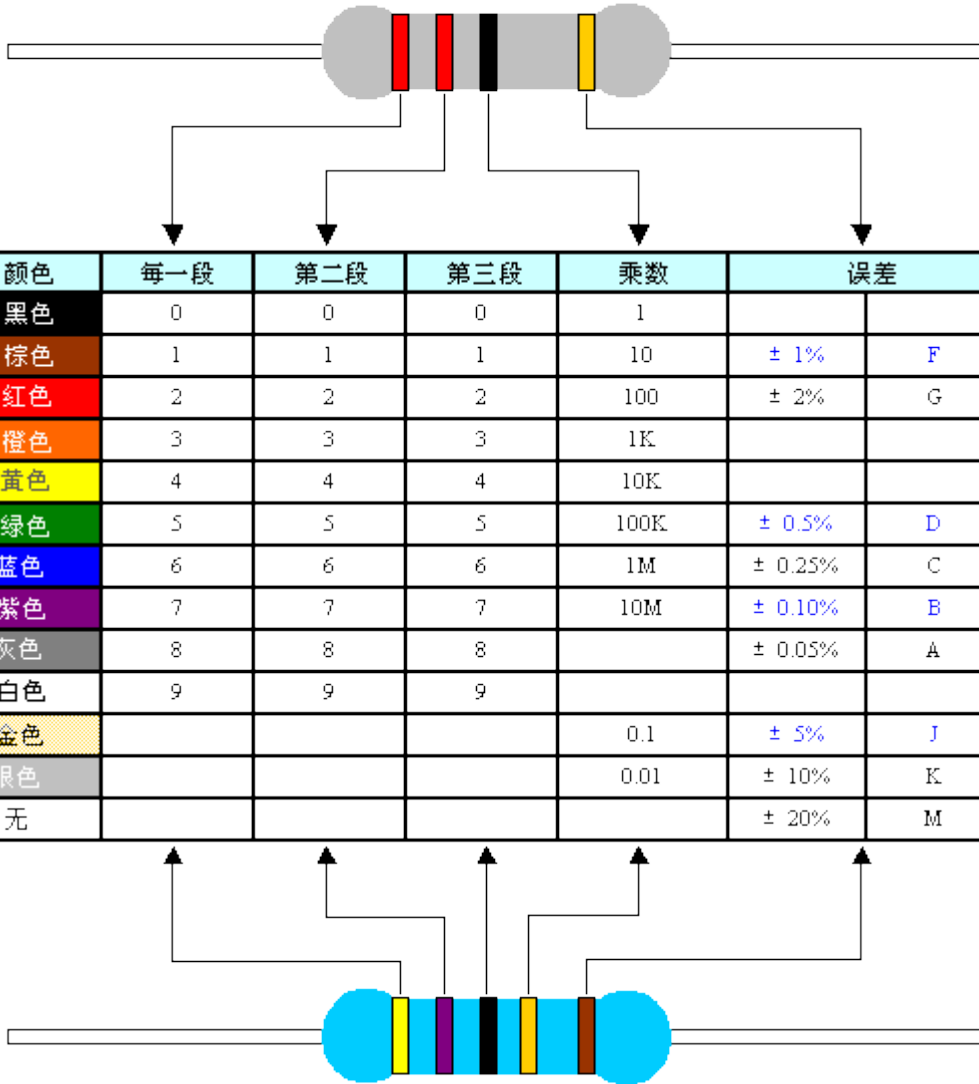 颜色 每一段 第二段 第三段 乘数 误差
黑色 0 0 0 1
棕色 1 1 1 10 ± 1% F
红色 2 2 2 100 ± 2% G
橙色 3 3 3 1K
黄色 4 4 4 10K
绿色 5 5 5 100K ± 0.5% D
蓝色 6 6 6 1M ± 0.25% C
紫色 7 7 7 10M ± 0.10% B
灰色 8 8 8 ± 0.05% A
白色 9 9 9
金色 0.1 ± 5% J
银色 0.01 ± 10% K
无 ± 20% M